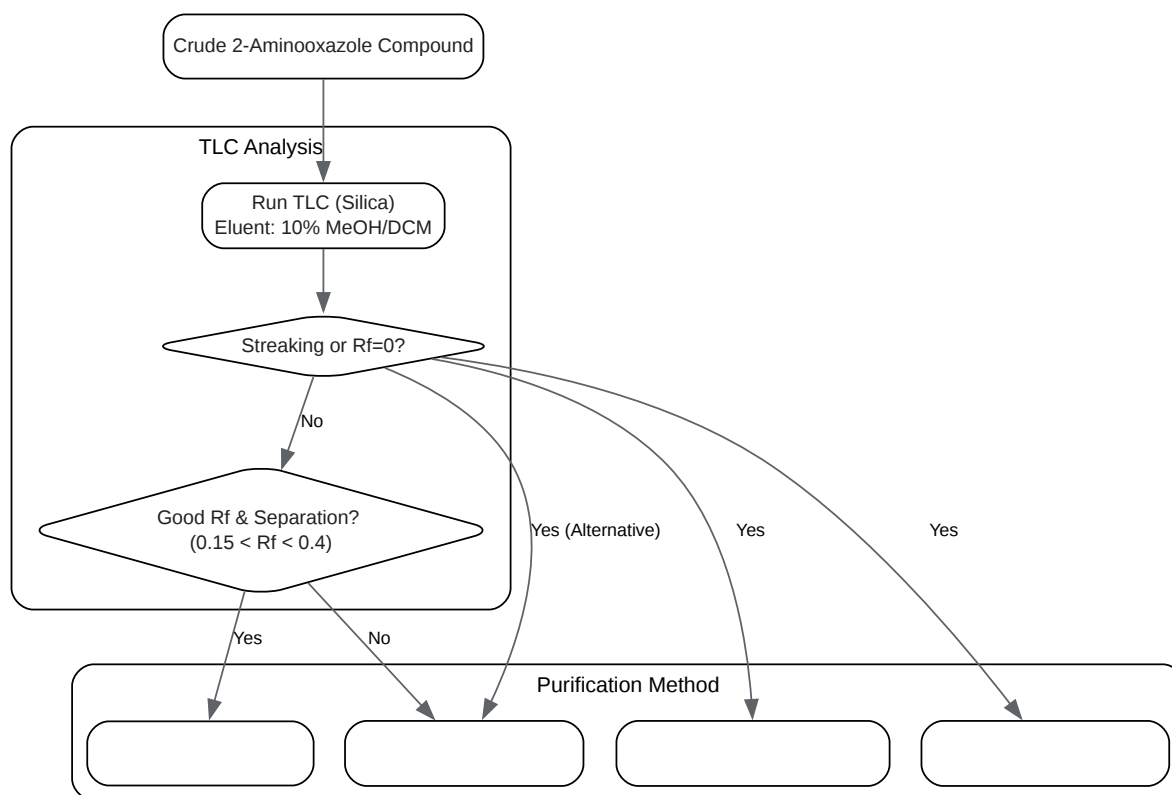 Crude 2-Aminooxazole Compound
TLC Analysis
Run TLC (Silica)
Eluent: 10% MeOH/DCM
Streaking or Rf=0?
No
Good Rf & Separation?
(0.15 < Rf < 0.4)
Yes (Alternative)
Yes
Yes
Yes
No
Purification Method